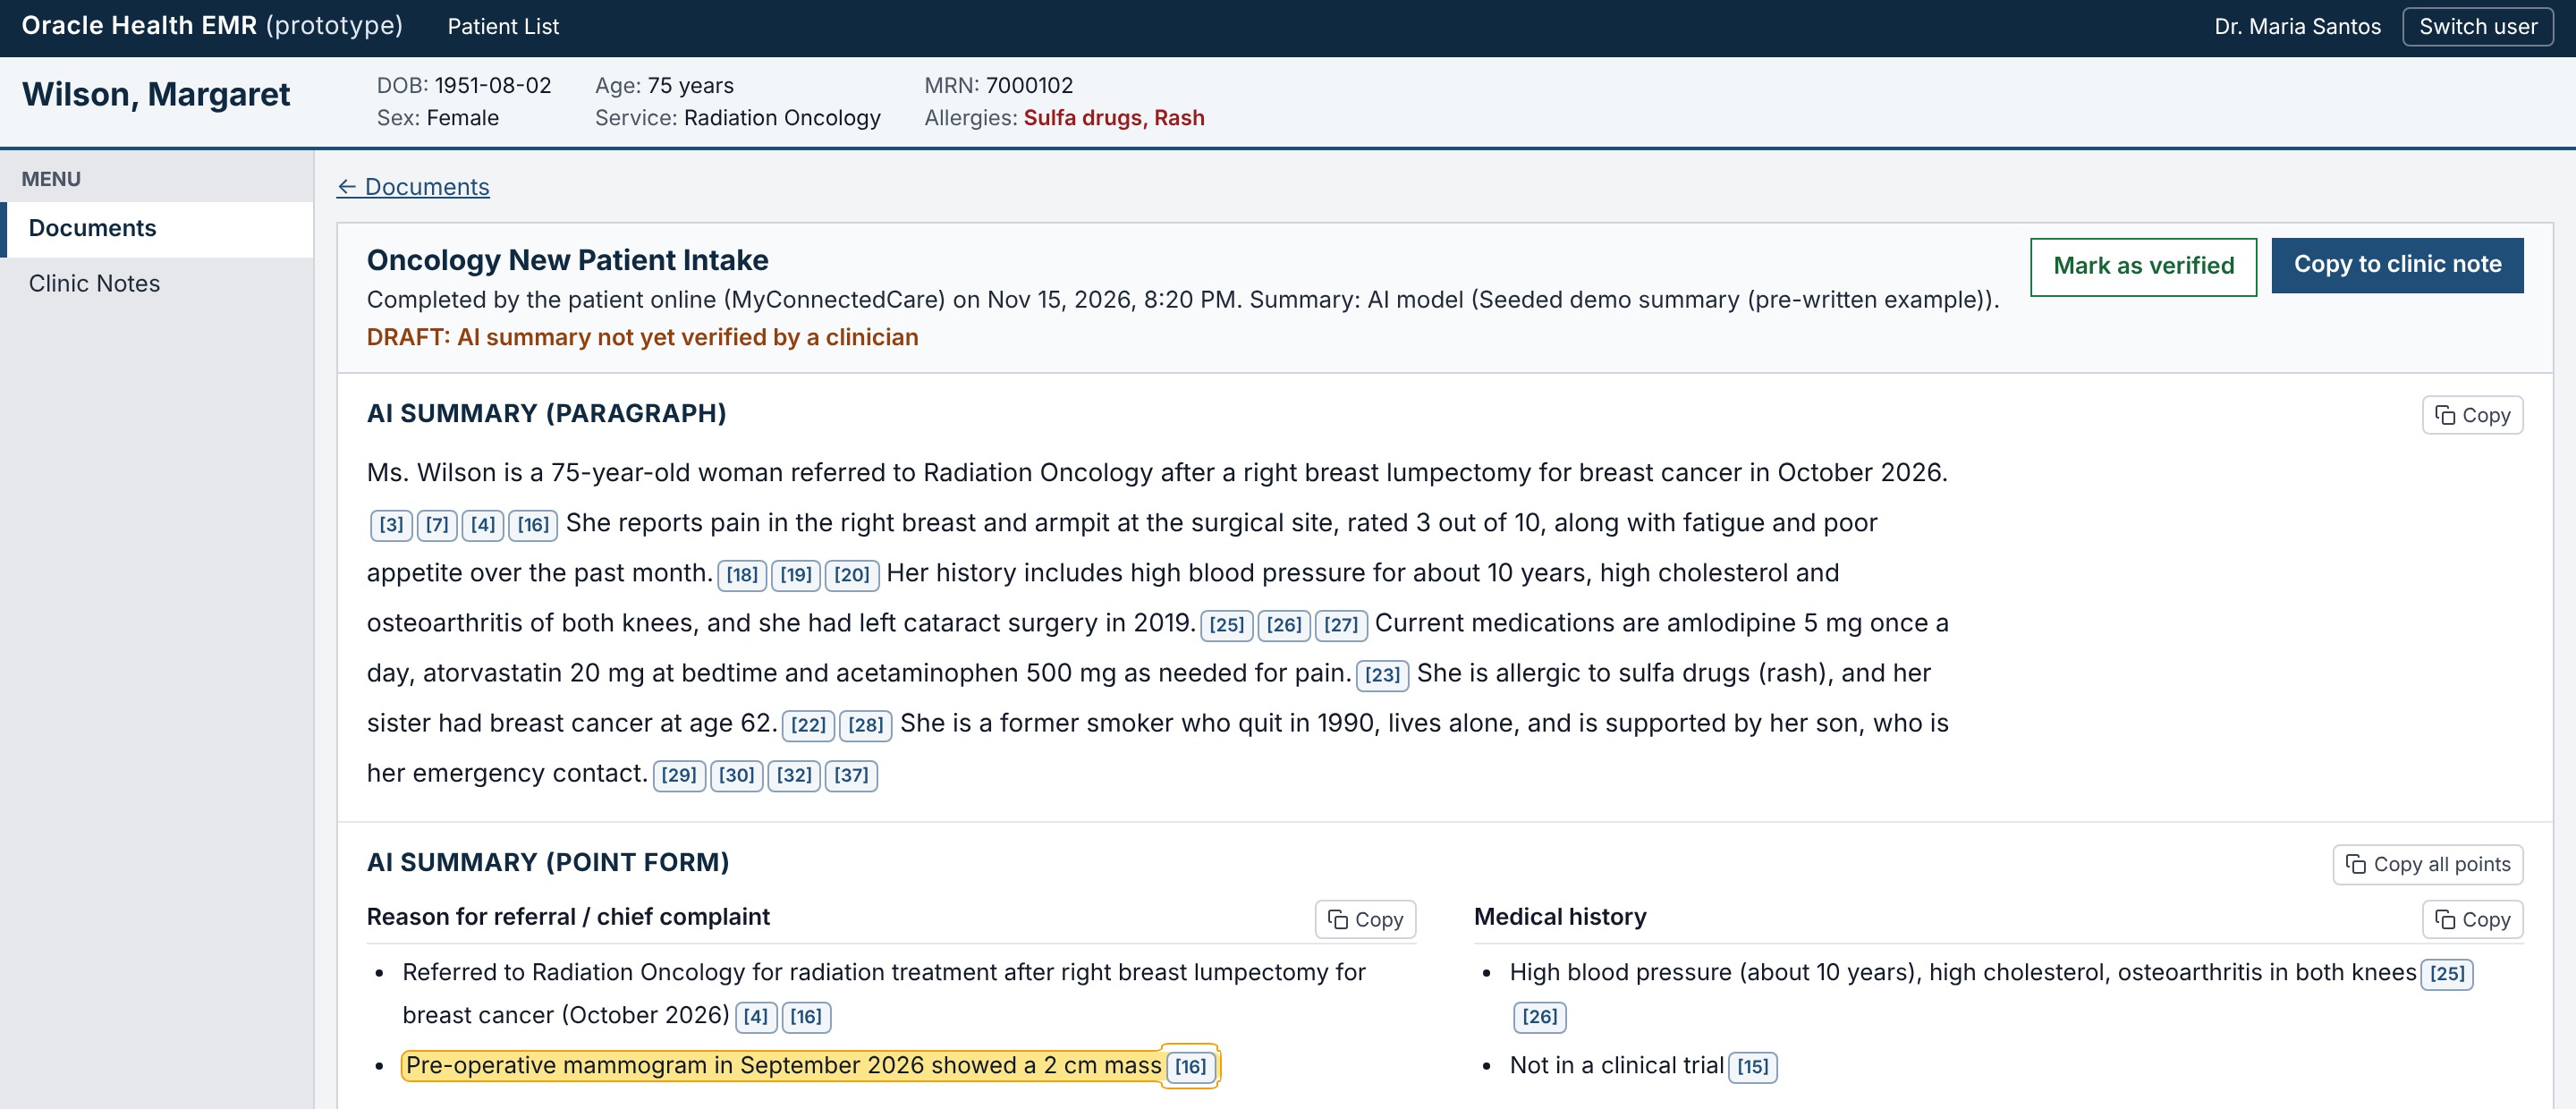 Oracle Health EMR (prototype) Patient List Dr. Maria Santos Switch user
Wilson, Margaret
DOB: 1951-08-02 Age: 75 years MRN: 7000102
Sex: Female Service: Radiation Oncology Allergies: Sulfa drugs, Rash
MENU
Documents
Clinic Notes
← Documents
Oncology New Patient Intake
Completed by the patient online (MyConnectedCare) on Nov 15, 2026, 8:20 PM. Summary: AI model (Seeded demo summary (pre-written example)).
DRAFT: AI summary not yet verified by a clinician
Mark as verified
Copy to clinic note
AI SUMMARY (PARAGRAPH)
Copy
Ms. Wilson is a 75-year-old woman referred to Radiation Oncology after a right breast lumpectomy for breast cancer in October 2026.
[3] [7] [4] [16] She reports pain in the right breast and armpit at the surgical site, rated 3 out of 10, along with fatigue and poor
appetite over the past month. [18] [19] [20] Her history includes high blood pressure for about 10 years, high cholesterol and
osteoarthritis of both knees, and she had left cataract surgery in 2019. [25] [26] [27] Current medications are amlodipine 5 mg once a
day, atorvastatin 20 mg at bedtime and acetaminophen 500 mg as needed for pain. [23] She is allergic to sulfa drugs (rash), and her
sister had breast cancer at age 62. [22] [28] She is a former smoker who quit in 1990, lives alone, and is supported by her son, who is
her emergency contact. [29] [30] [32] [37]
AI SUMMARY (POINT FORM)
Copy all points
Reason for referral / chief complaint
Copy
• Referred to Radiation Oncology for radiation treatment after right breast lumpectomy for
breast cancer (October 2026) [4] [16]
• Pre-operative mammogram in September 2026 showed a 2 cm mass [16]
Medical history
Copy
• High blood pressure (about 10 years), high cholesterol, osteoarthritis in both knees [25]
[26]
• Not in a clinical trial [15]